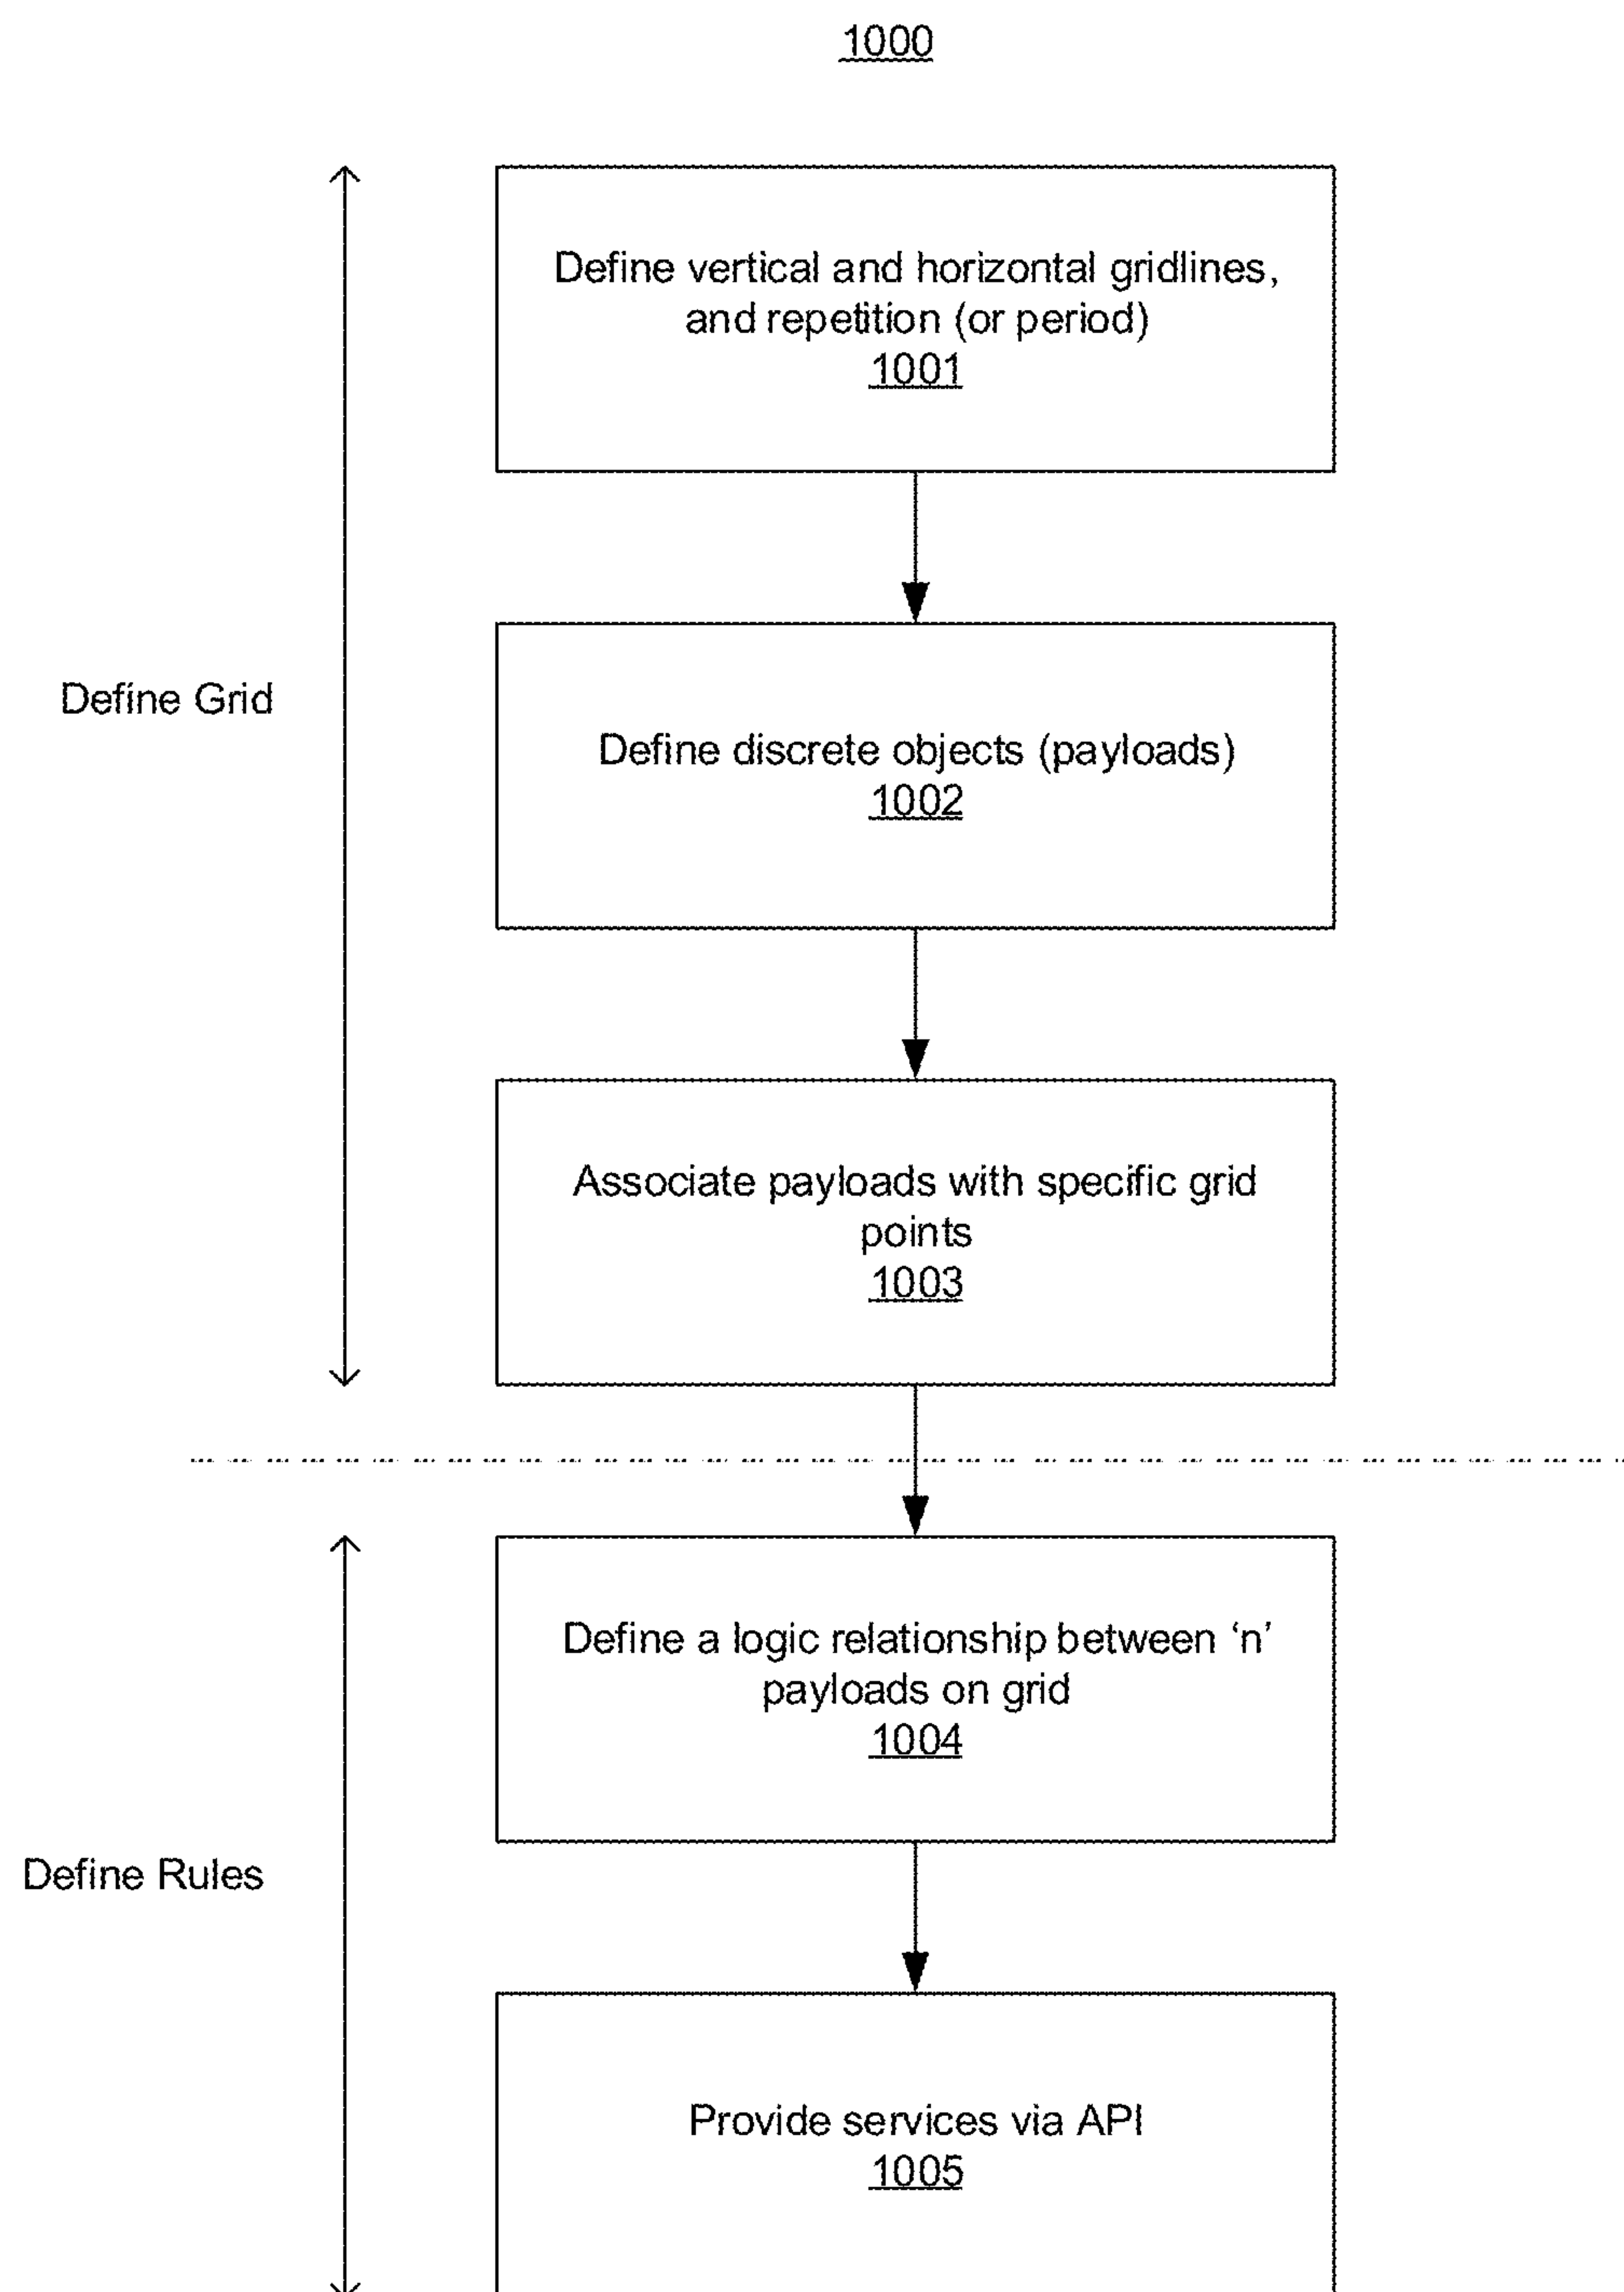 1000
Define vertical and horizontal gridlines,
and repetition (or period)
1001
Define Grid
Define discrete objects (payloads)
1002
Associate payloads with specific grid
points
1003
Define a logic relationship between ‘n’
payloads on grid
1004
Define Rules
Provide services via API
1005